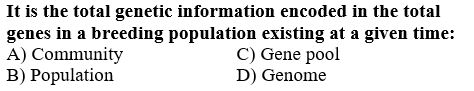 It is the total genetic information encoded in the total
genes in a breeding population existing at a given time:
A) Community C) Gene pool
B) Population D) Genome